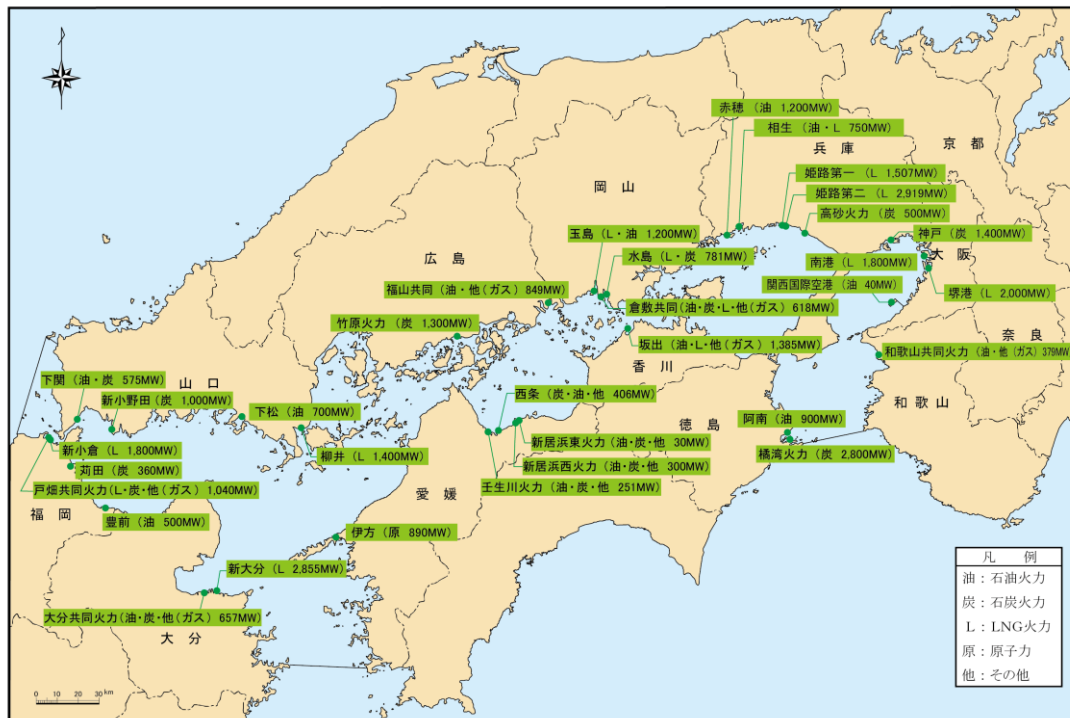 赤穂（油 1,200MW）
相生（油・L 750MW）
京 都
兵 庫
姫路第一（L 1,507MW）
岡 山
姫路第二（L 2,919MW）
高砂火力（炭 500MW）
玉島（L・油 1,200MW）
神戸（炭 1,400MW）
広 島
水島（L・炭 781MW）
大 阪
南港（L 1,800MW）
福山共同（油・他（ガス）849MW）
関西国際空港（油 40MW）
堺港（L 2,000MW）
倉敷共同（油・炭・L・他（ガス）618MW）
竹原火力（炭 1,300MW）
奈 良
坂出（油・L・他（ガス）1,385MW）
和歌山共同火力（油・他（ガス）379MW）
香 川
下関（油・炭 575MW）
山 口
新小野田（炭 1,000MW）
西条（炭・油・他 406MW）
和 歌 山
下松（油 700MW）
阿南（油 900MW）
徳 島
新居浜東火力（油・炭・他 30MW）
新小倉（L 1,800MW）
柳井（L 1,400MW）
橘湾火力（炭 2,800MW）
新居浜西火力（油・炭・他 300MW）
苅田（炭 360MW）
壬生川火力（油・炭・他 251MW）
戸畑共同火力（L・炭・他（ガス）1,040MW）
愛 媛
福 岡
豊前（油 500MW）
伊方（原 890MW）
新大分（L 2,855MW）
大分共同火力（油・炭・他（ガス）657MW）
大 分
凡 例
油：石油火力
炭：石炭火力
L：LNG火力
原：原子力
他：その他
0 10 20 30km